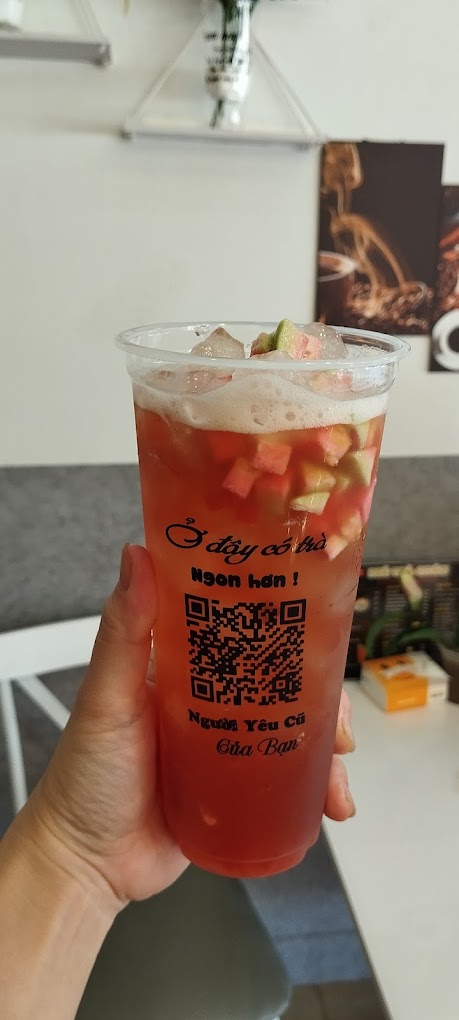 Ở đây có trà
Ngon hơn !
Người Yêu Cũ
Của Bạn